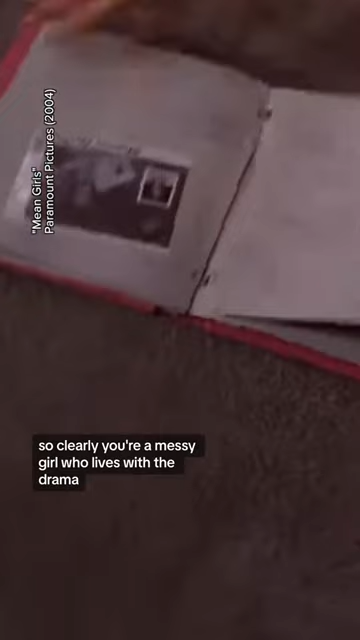 "Mean Girls"
Paramount Pictures (2004)
so clearly you're a messy
girl who lives with the
drama